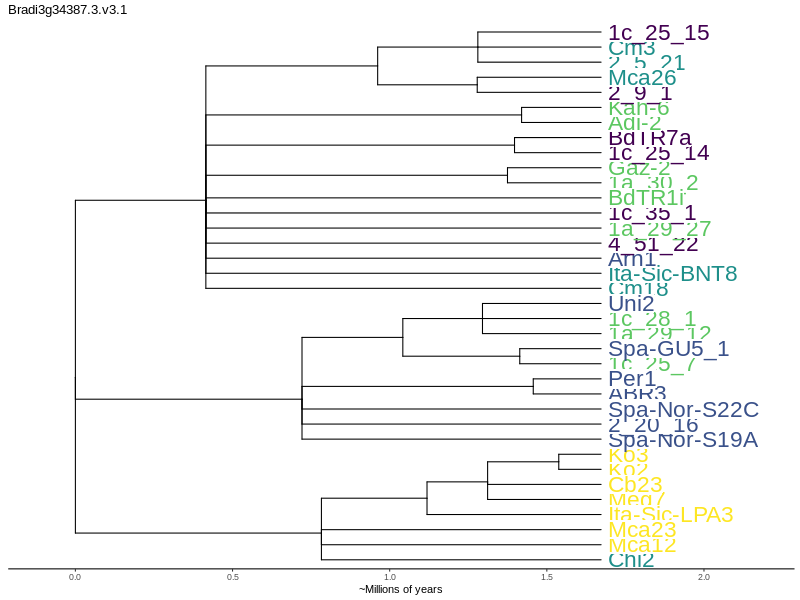 Bradi3g34387.3.v3.1
1c_25_15
Cm3
2_5_21
Mca26
2_9_1
Kah-6
Adi-2
BdTR7a
1c_25_14
Gaz-2
1a_30_2
BdTR1i
1c_35_1
1a_29_27
4_51_22
Arn1
Ita-Sic-BNT8
Cm18
Uni2
1c_28_1
1a_29_12
Spa-GU5_1
1c_25_7
Per1
ABR3
Spa-Nor-S22C
2_20_16
Spa-Nor-S19A
Ko3
Ko2
Cb23
Meg7
Ita-Sic-LPA3
Mca23
Mca12
Chi2
0.0 0.5 1.0 1.5 2.0
~Millions of years